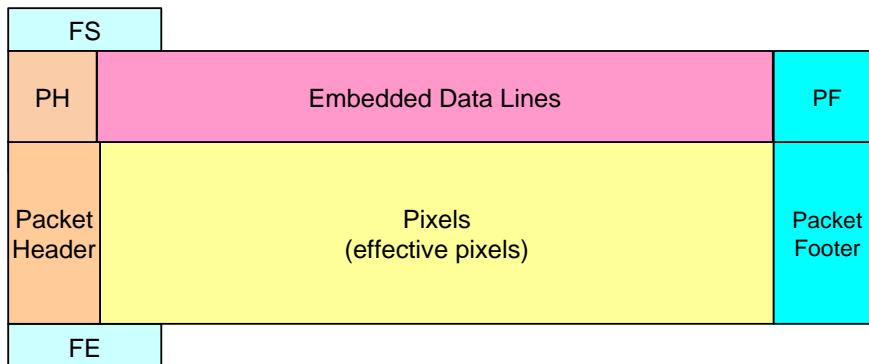 FS
PH
Embedded Data Lines
PF
Packet
Header
Pixels
(effective pixels)
Packet
Footer
FE